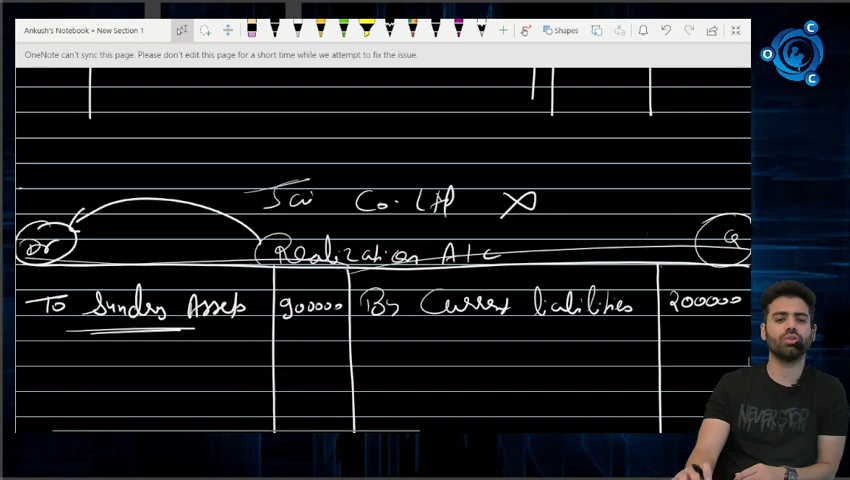 Ankush's Notebook » New Section 1
Shapes
OneNote can't sync this page. Please don't edit this page for a short time while we attempt to fix the issue.
C
O
C
Jai Co. Ltd
Dr
Cr
Realization A/c
To Sundry Assets 900000 By Current liabilities 200000
NEVERSTOP